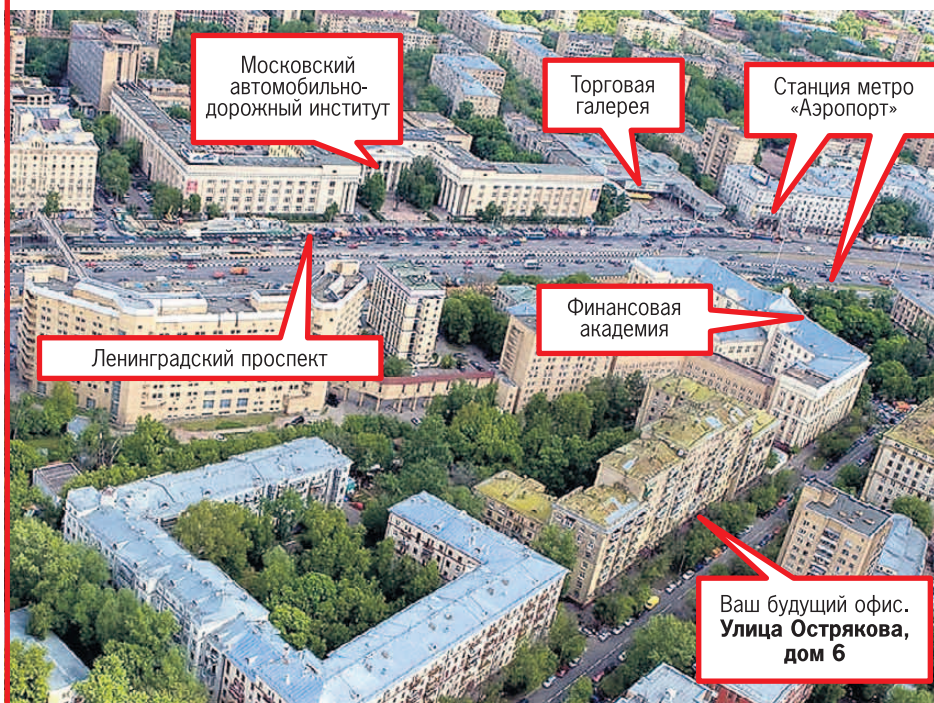 Московский
автомобильно-
дорожный институт
Торговая
галерея
Станция метро
«Аэропорт»
Финансовая
академия
Ленинградский проспект
Ваш будущий офис.
Улица Острякова,
дом 6